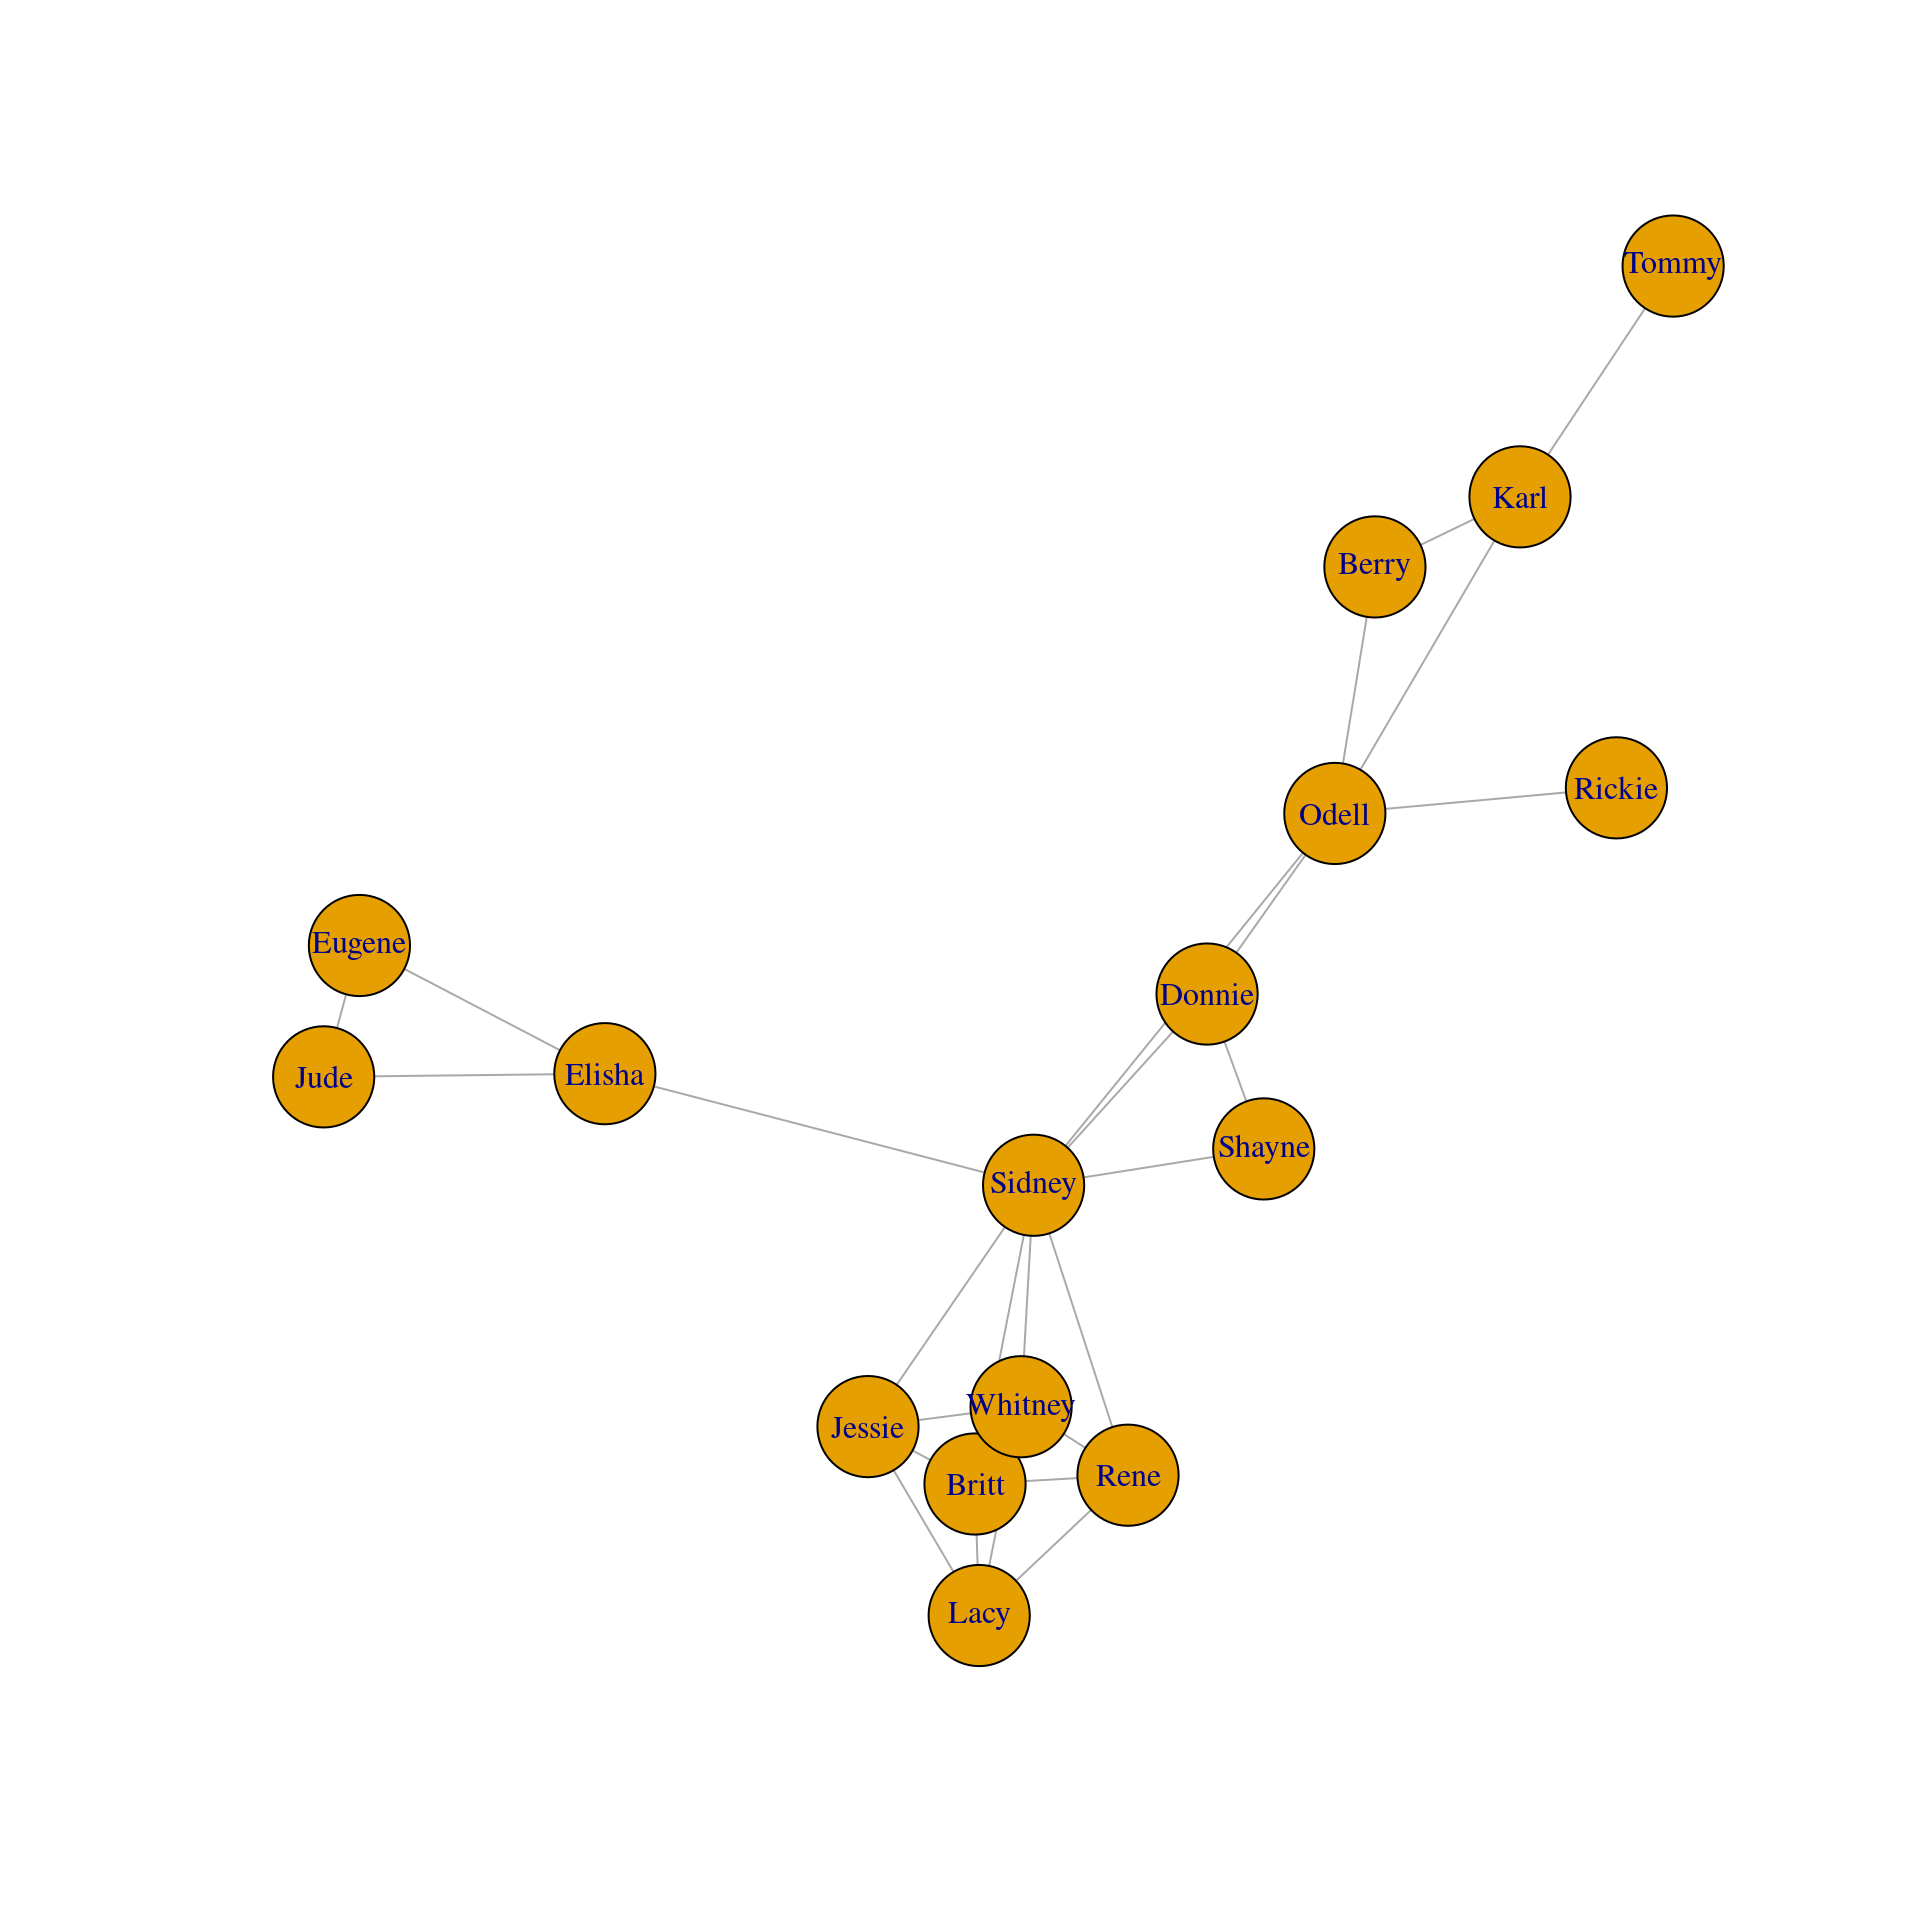 Tommy
Karl
Berry
Rickie
Odell
Eugene
Donnie
Jude
Elisha
Shayne
Sidney
Whitney
Jessie
Rene
Britt
Lacy